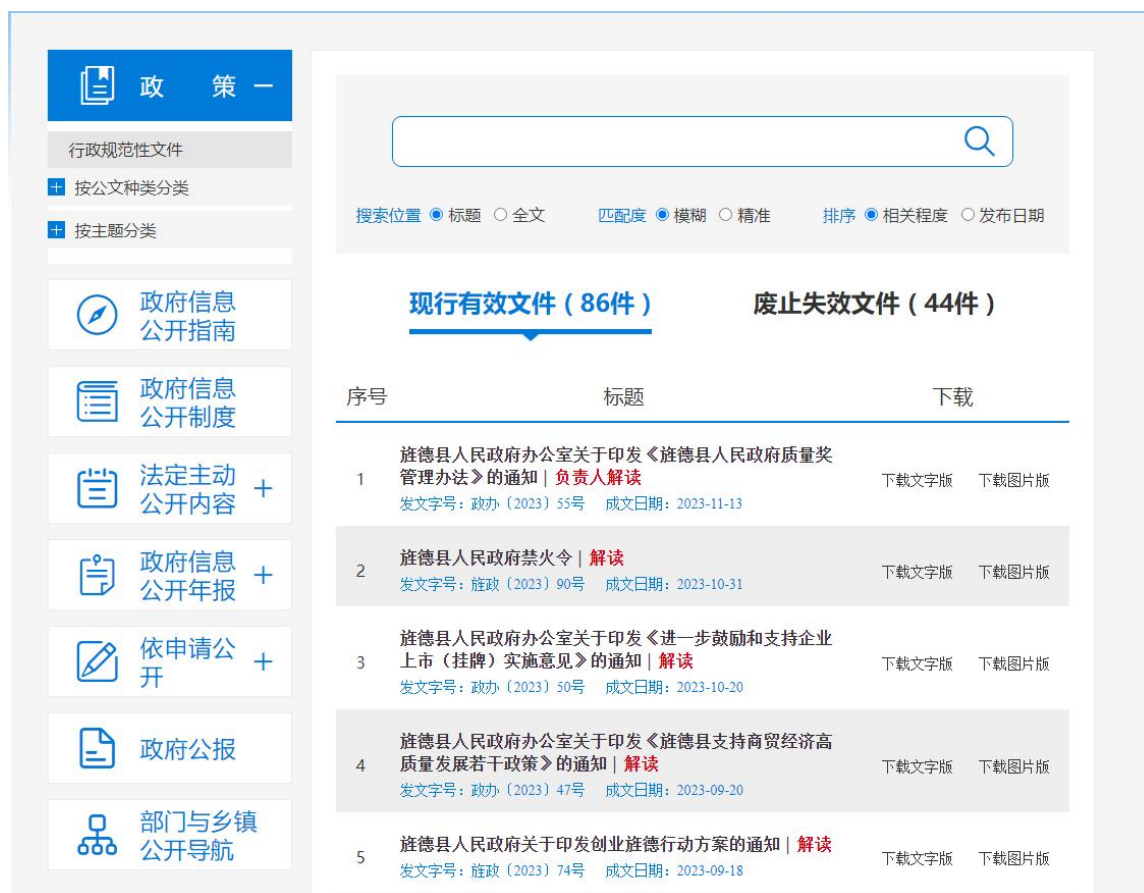 政 策
行政规范性文件
按公文种类分类
按主题分类
政府信息
公开指南
政府信息
公开制度
法定主动
公开内容
政府信息
公开年报
依申请公
开
政府公报
部门与乡镇
公开导航
搜索位置 标题 全文 匹配度 模糊 精准 排序 相关程度 发布日期
现行有效文件（86件） 废止失效文件（44件）
序号 标题 下载
1 旌德县人民政府办公室关于印发《旌德县人民政府质量奖
管理办法》的通知 | 负责人解读 下载文字版 下载图片版
发文字号：政办〔2023〕55号 成文日期：2023-11-13
2 旌德县人民政府禁火令 | 解读 下载文字版 下载图片版
发文字号：旌政〔2023〕90号 成文日期：2023-10-31
3 旌德县人民政府办公室关于印发《进一步鼓励和支持企业
上市（挂牌）实施意见》的通知 | 解读 下载文字版 下载图片版
发文字号：政办〔2023〕50号 成文日期：2023-10-20
4 旌德县人民政府办公室关于印发《旌德县支持商贸经济高
质量发展若干政策》的通知 | 解读 下载文字版 下载图片版
发文字号：政办〔2023〕47号 成文日期：2023-09-20
5 旌德县人民政府关于印发创业旌德行动方案的通知 | 解读 下载文字版 下载图片版
发文字号：旌政〔2023〕74号 成文日期：2023-09-18